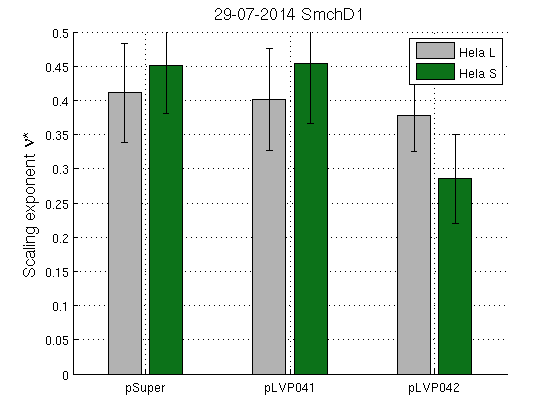 29-07-2014 SmchD1
Hela L
Hela S
Scaling exponent ν*
0.5
0.45
0.4
0.35
0.3
0.25
0.2
0.15
0.1
0.05
0
pSuper
pLVP041
pLVP042